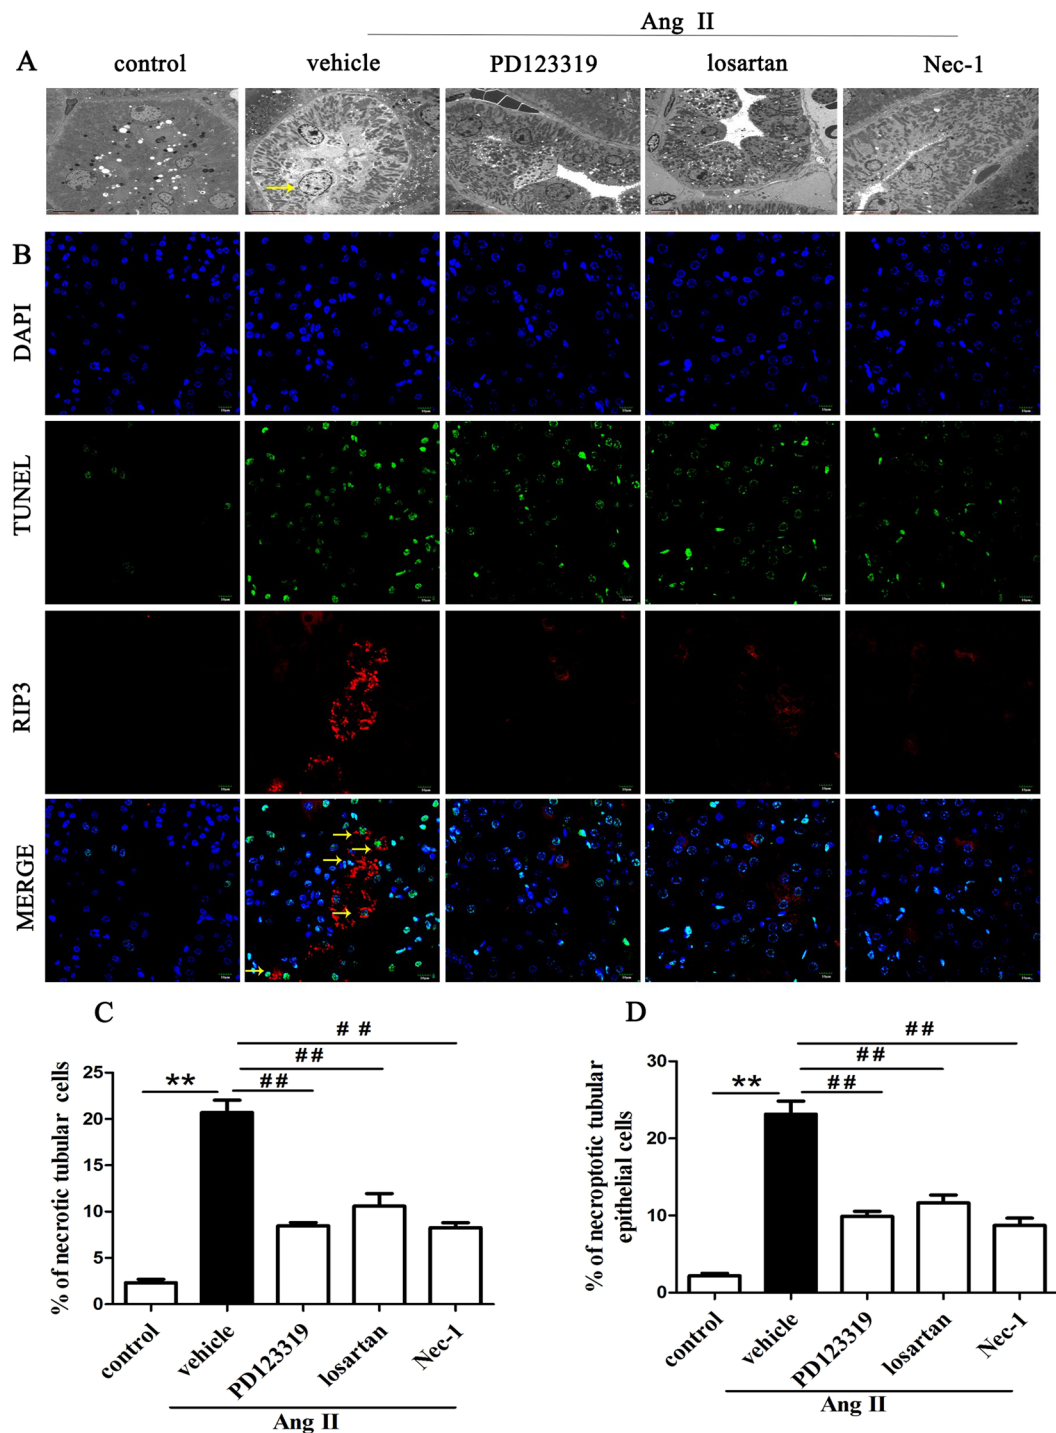 Ang II
A
control vehicle PD123319 losartan Nec-1
B
DAPI
TUNEL
RIP3
MERGE
C
% of necrotic tubular cells
25
20
15
10
5
0
**
##
##
# #
control
vehicle
PD123319
losartan
Nec-1
Ang II
D
% of necroptotic tubular
epithelial cells
30
20
10
0
**
##
##
##
control
vehicle
PD123319
losartan
Nec-1
Ang II